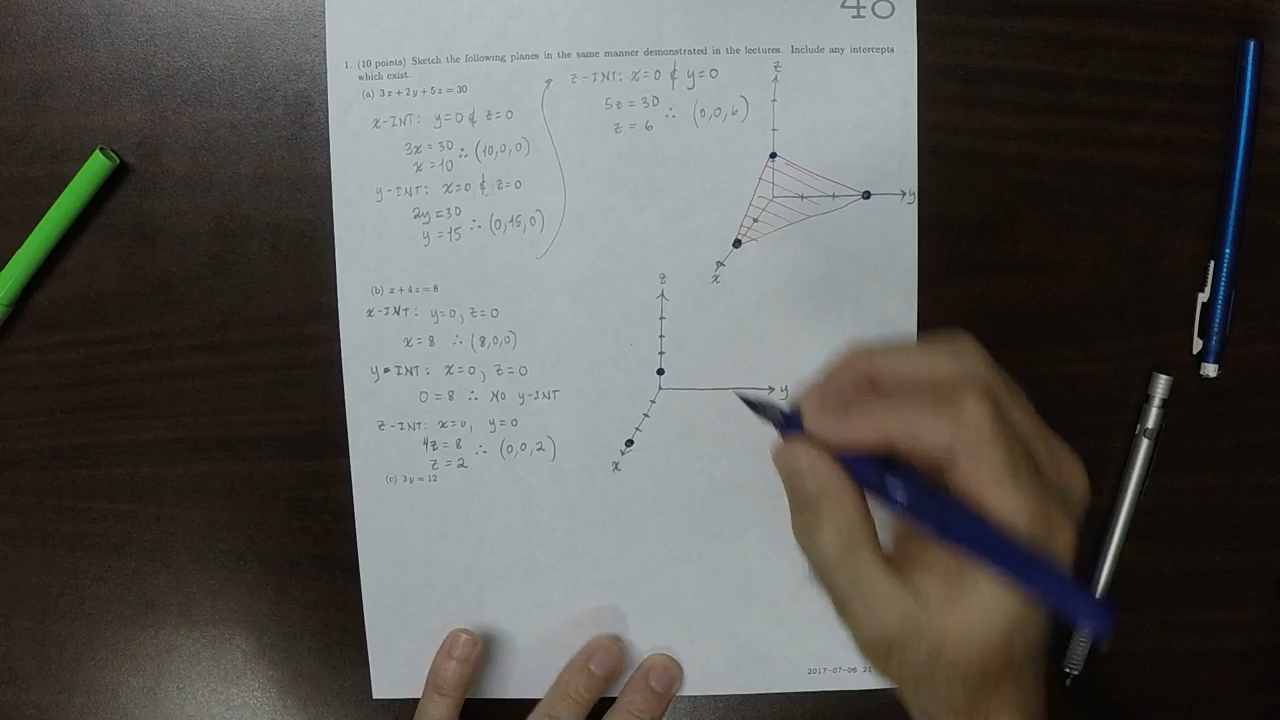 40
1. (10 points) Sketch the following planes in the same manner demonstrated in the lectures. Include any intercepts
which exist.
(a) 3x + 2y + 5z = 30
x-INT: y=0 & z=0
3x = 30
x = 10 ∴ (10,0,0)
y-INT: x=0 & z=0
2y = 30
y = 15 ∴ (0,15,0)
z-INT: x=0 & y=0
5z = 30
z = 6 ∴ (0,0,6)
z
y
x
(b) x + 4z = 8
x-INT: y=0, z=0
x = 8 ∴ (8,0,0)
y-INT: x=0, z=0
0 = 8 ∴ NO y-INT
z-INT: x=0, y=0
4z = 8
z = 2 ∴ (0,0,2)
z
y
x
(c) 3y = 12
2017-07-06